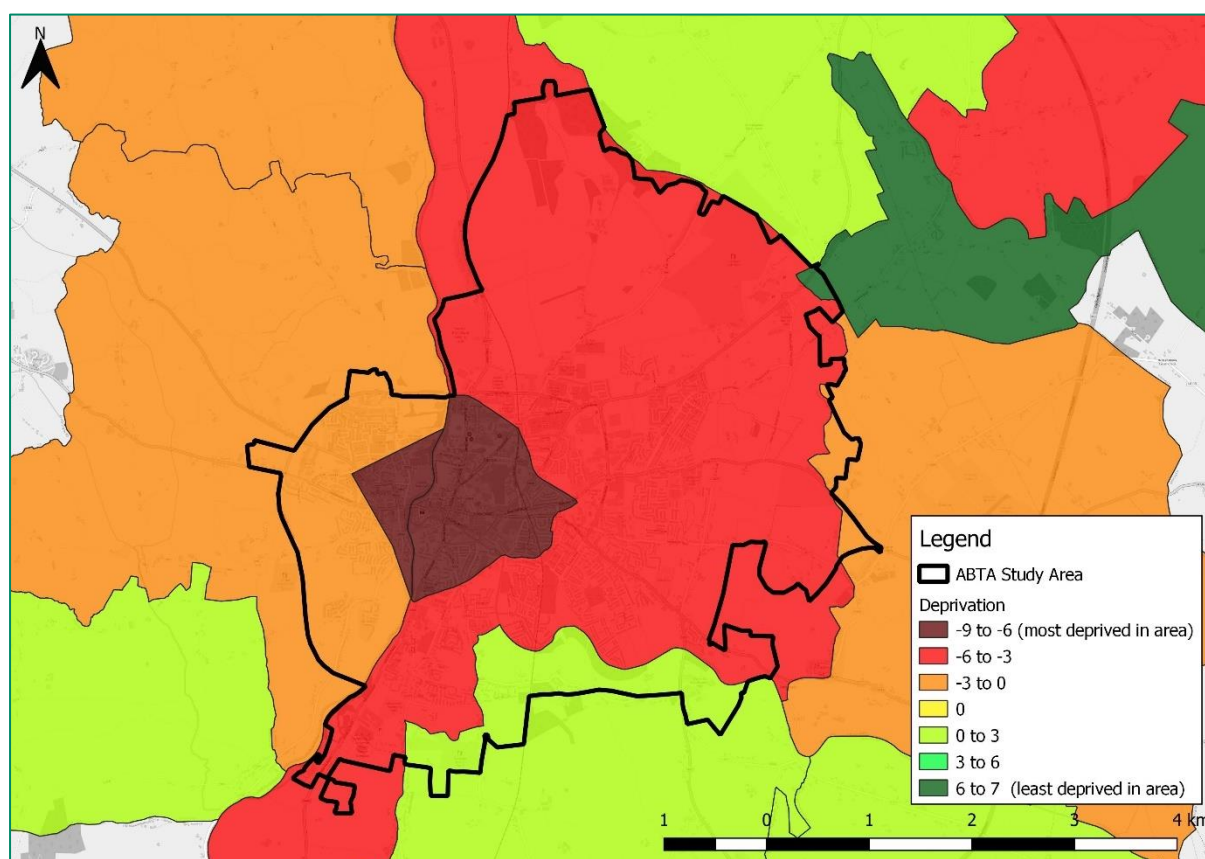 N
Legend
ABTA Study Area
Deprivation
-9 to -6 (most deprived in area)
-6 to -3
-3 to 0
0
0 to 3
3 to 6
6 to 7 (least deprived in area)
1 0 1 2 3 4 km